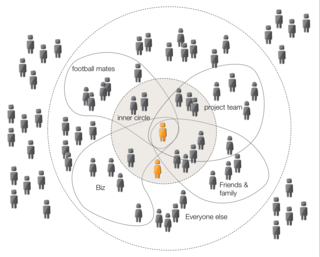 football mates
project team
inner circle
Biz
Friends &
family
Everyone else